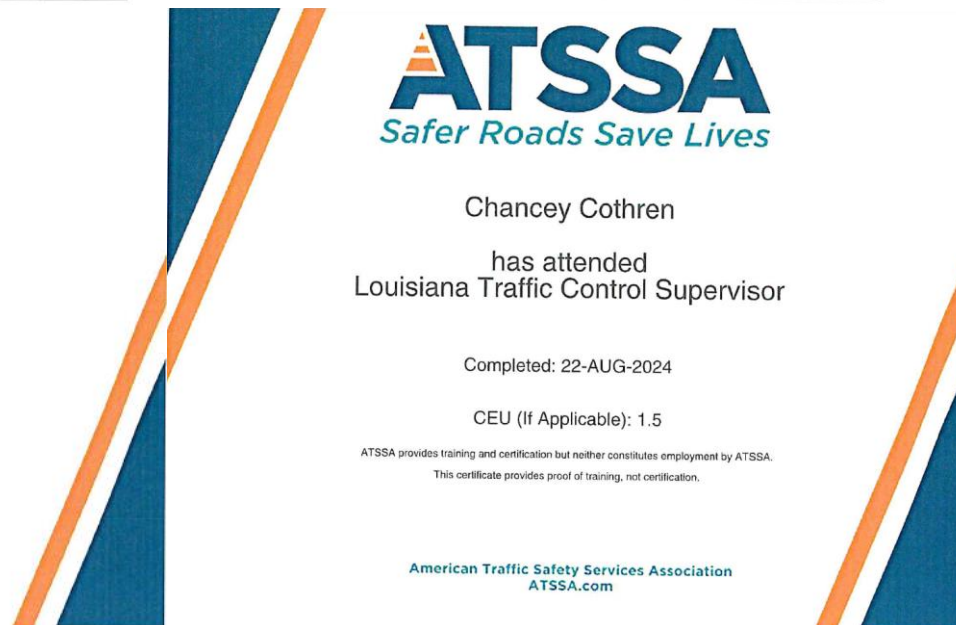 ATSSA
Safer Roads Save Lives
Chancey Cothren
has attended
Louisiana Traffic Control Supervisor
Completed: 22-AUG-2024
CEU (If Applicable): 1.5
ATSSA provides training and certification but neither constitutes employment by ATSSA.
This certificate provides proof of training, not certification.
American Traffic Safety Services Association
ATSSA.com